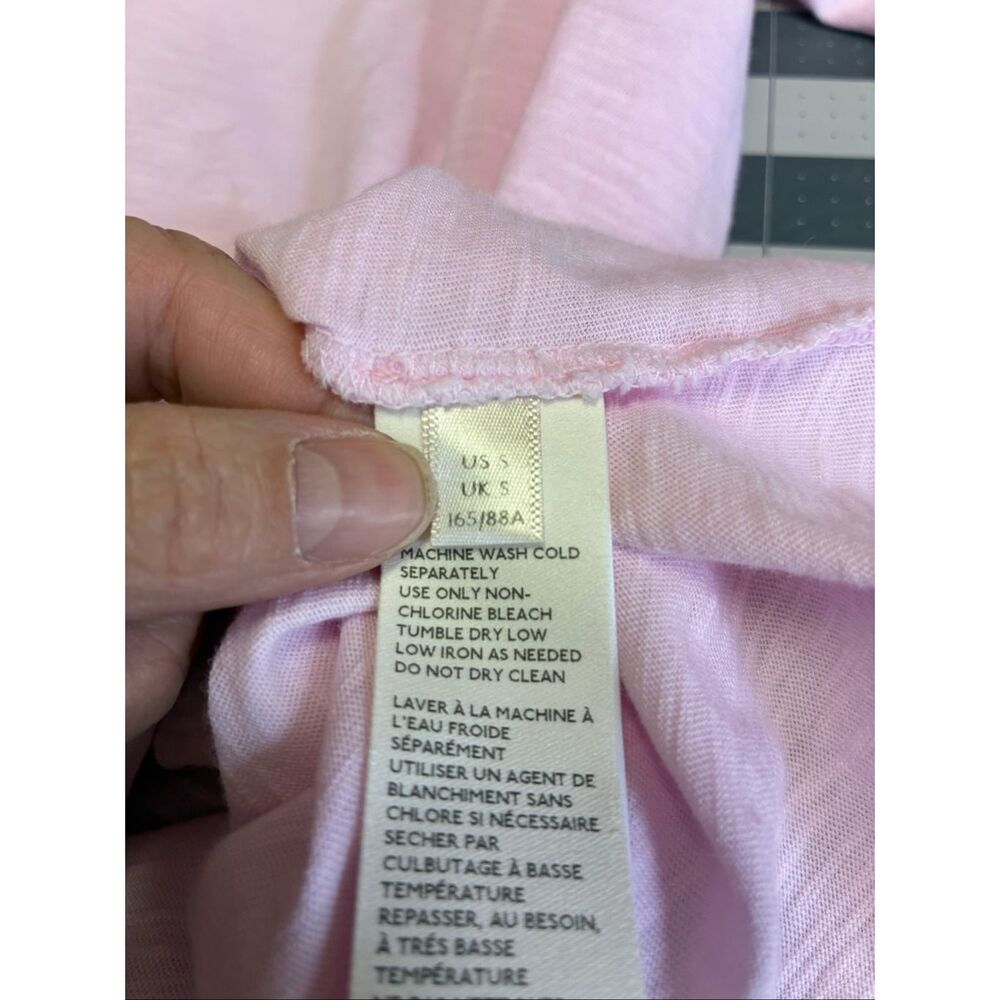 US S
UK S
165/88A
MACHINE WASH COLD
SEPARATELY
USE ONLY NON-
CHLORINE BLEACH
TUMBLE DRY LOW
LOW IRON AS NEEDED
DO NOT DRY CLEAN
LAVER À LA MACHINE À
L'EAU FROIDE
SÉPARÉMENT
UTILISER UN AGENT DE
BLANCHIMENT SANS
CHLORE SI NÉCESSAIRE
SECHER PAR
CULBUTAGE À BASSE
TEMPÉRATURE
REPASSER, AU BESOIN,
À TRÉS BASSE
TEMPÉRATURE